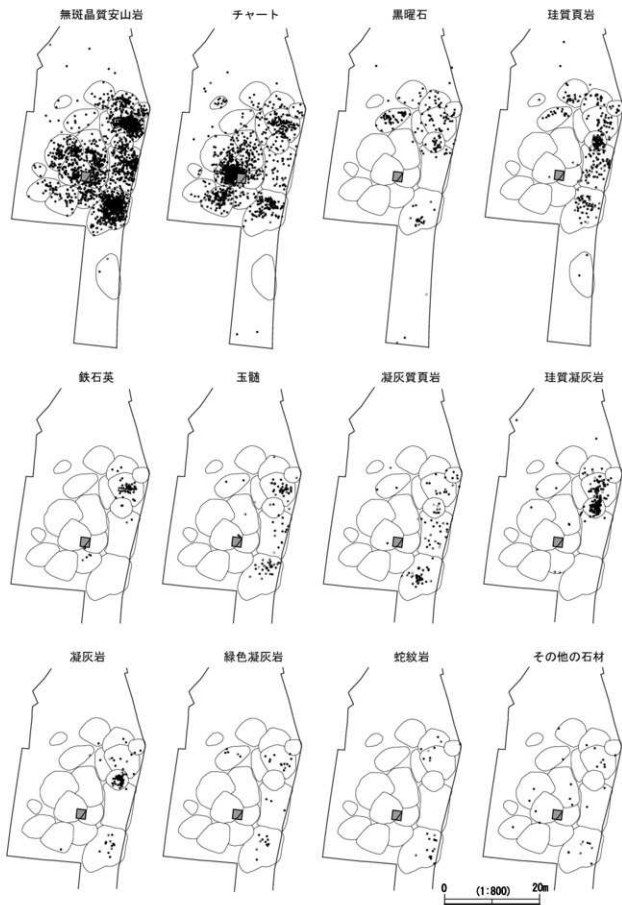 無斑晶質安山岩 チャート 黒曜石 珪質頁岩
鉄石英 玉髄 凝灰質頁岩 珪質凝灰岩
凝灰岩 緑色凝灰岩 蛇紋岩 その他の石材
0 (1:800) 20m